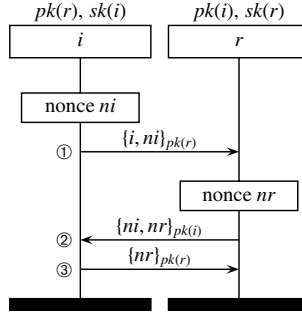 pk(r), sk(i) pk(i), sk(r)
i r
nonce ni
① {i, ni}pk(r)
nonce nr
② {ni, nr}pk(i)
③ {nr}pk(r)